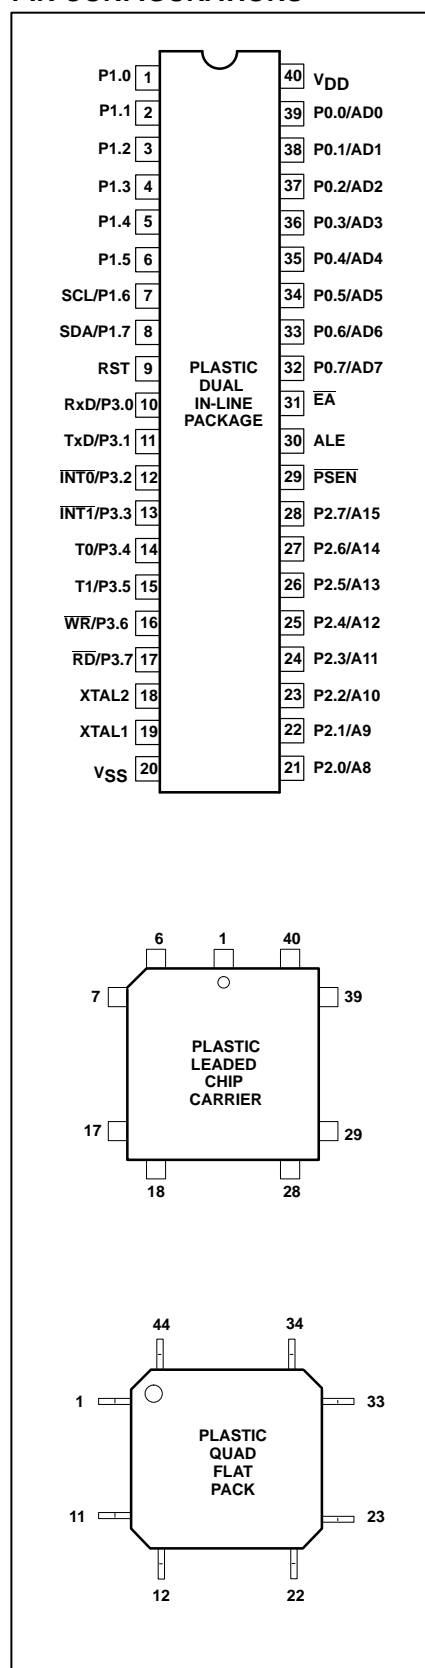 P1.0 1 40 VDD
P1.1 2 39 P0.0/AD0
P1.2 3 38 P0.1/AD1
P1.3 4 37 P0.2/AD2
P1.4 5 36 P0.3/AD3
P1.5 6 35 P0.4/AD4
SCL/P1.6 7 34 P0.5/AD5
SDA/P1.7 8 33 P0.6/AD6
RST 9 32 P0.7/AD7
RxD/P3.0 10 31 EA
TxD/P3.1 11 30 ALE
INT0/P3.2 12 29 PSEN
INT1/P3.3 13 28 P2.7/A15
T0/P3.4 14 27 P2.6/A14
T1/P3.5 15 26 P2.5/A13
WR/P3.6 16 25 P2.4/A12
RD/P3.7 17 24 P2.3/A11
XTAL2 18 23 P2.2/A10
XTAL1 19 22 P2.1/A9
VSS 20 21 P2.0/A8
PLASTIC
DUAL
IN-LINE
PACKAGE
6 1 40
7 39
PLASTIC
LEADED
CHIP
CARRIER
17 29
18 28
44 34
1 33
PLASTIC
QUAD
FLAT
PACK
11 23
12 22